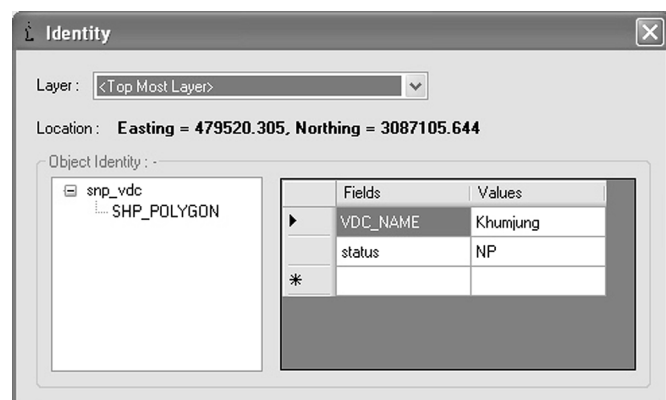 Identity
Layer : <Top Most Layer>
Location : Easting = 479520.305, Northing = 3087105.644
Object Identity : -
snp_vdc
SHP_POLYGON
Fields Values
VDC_NAME Khumjung
status NP